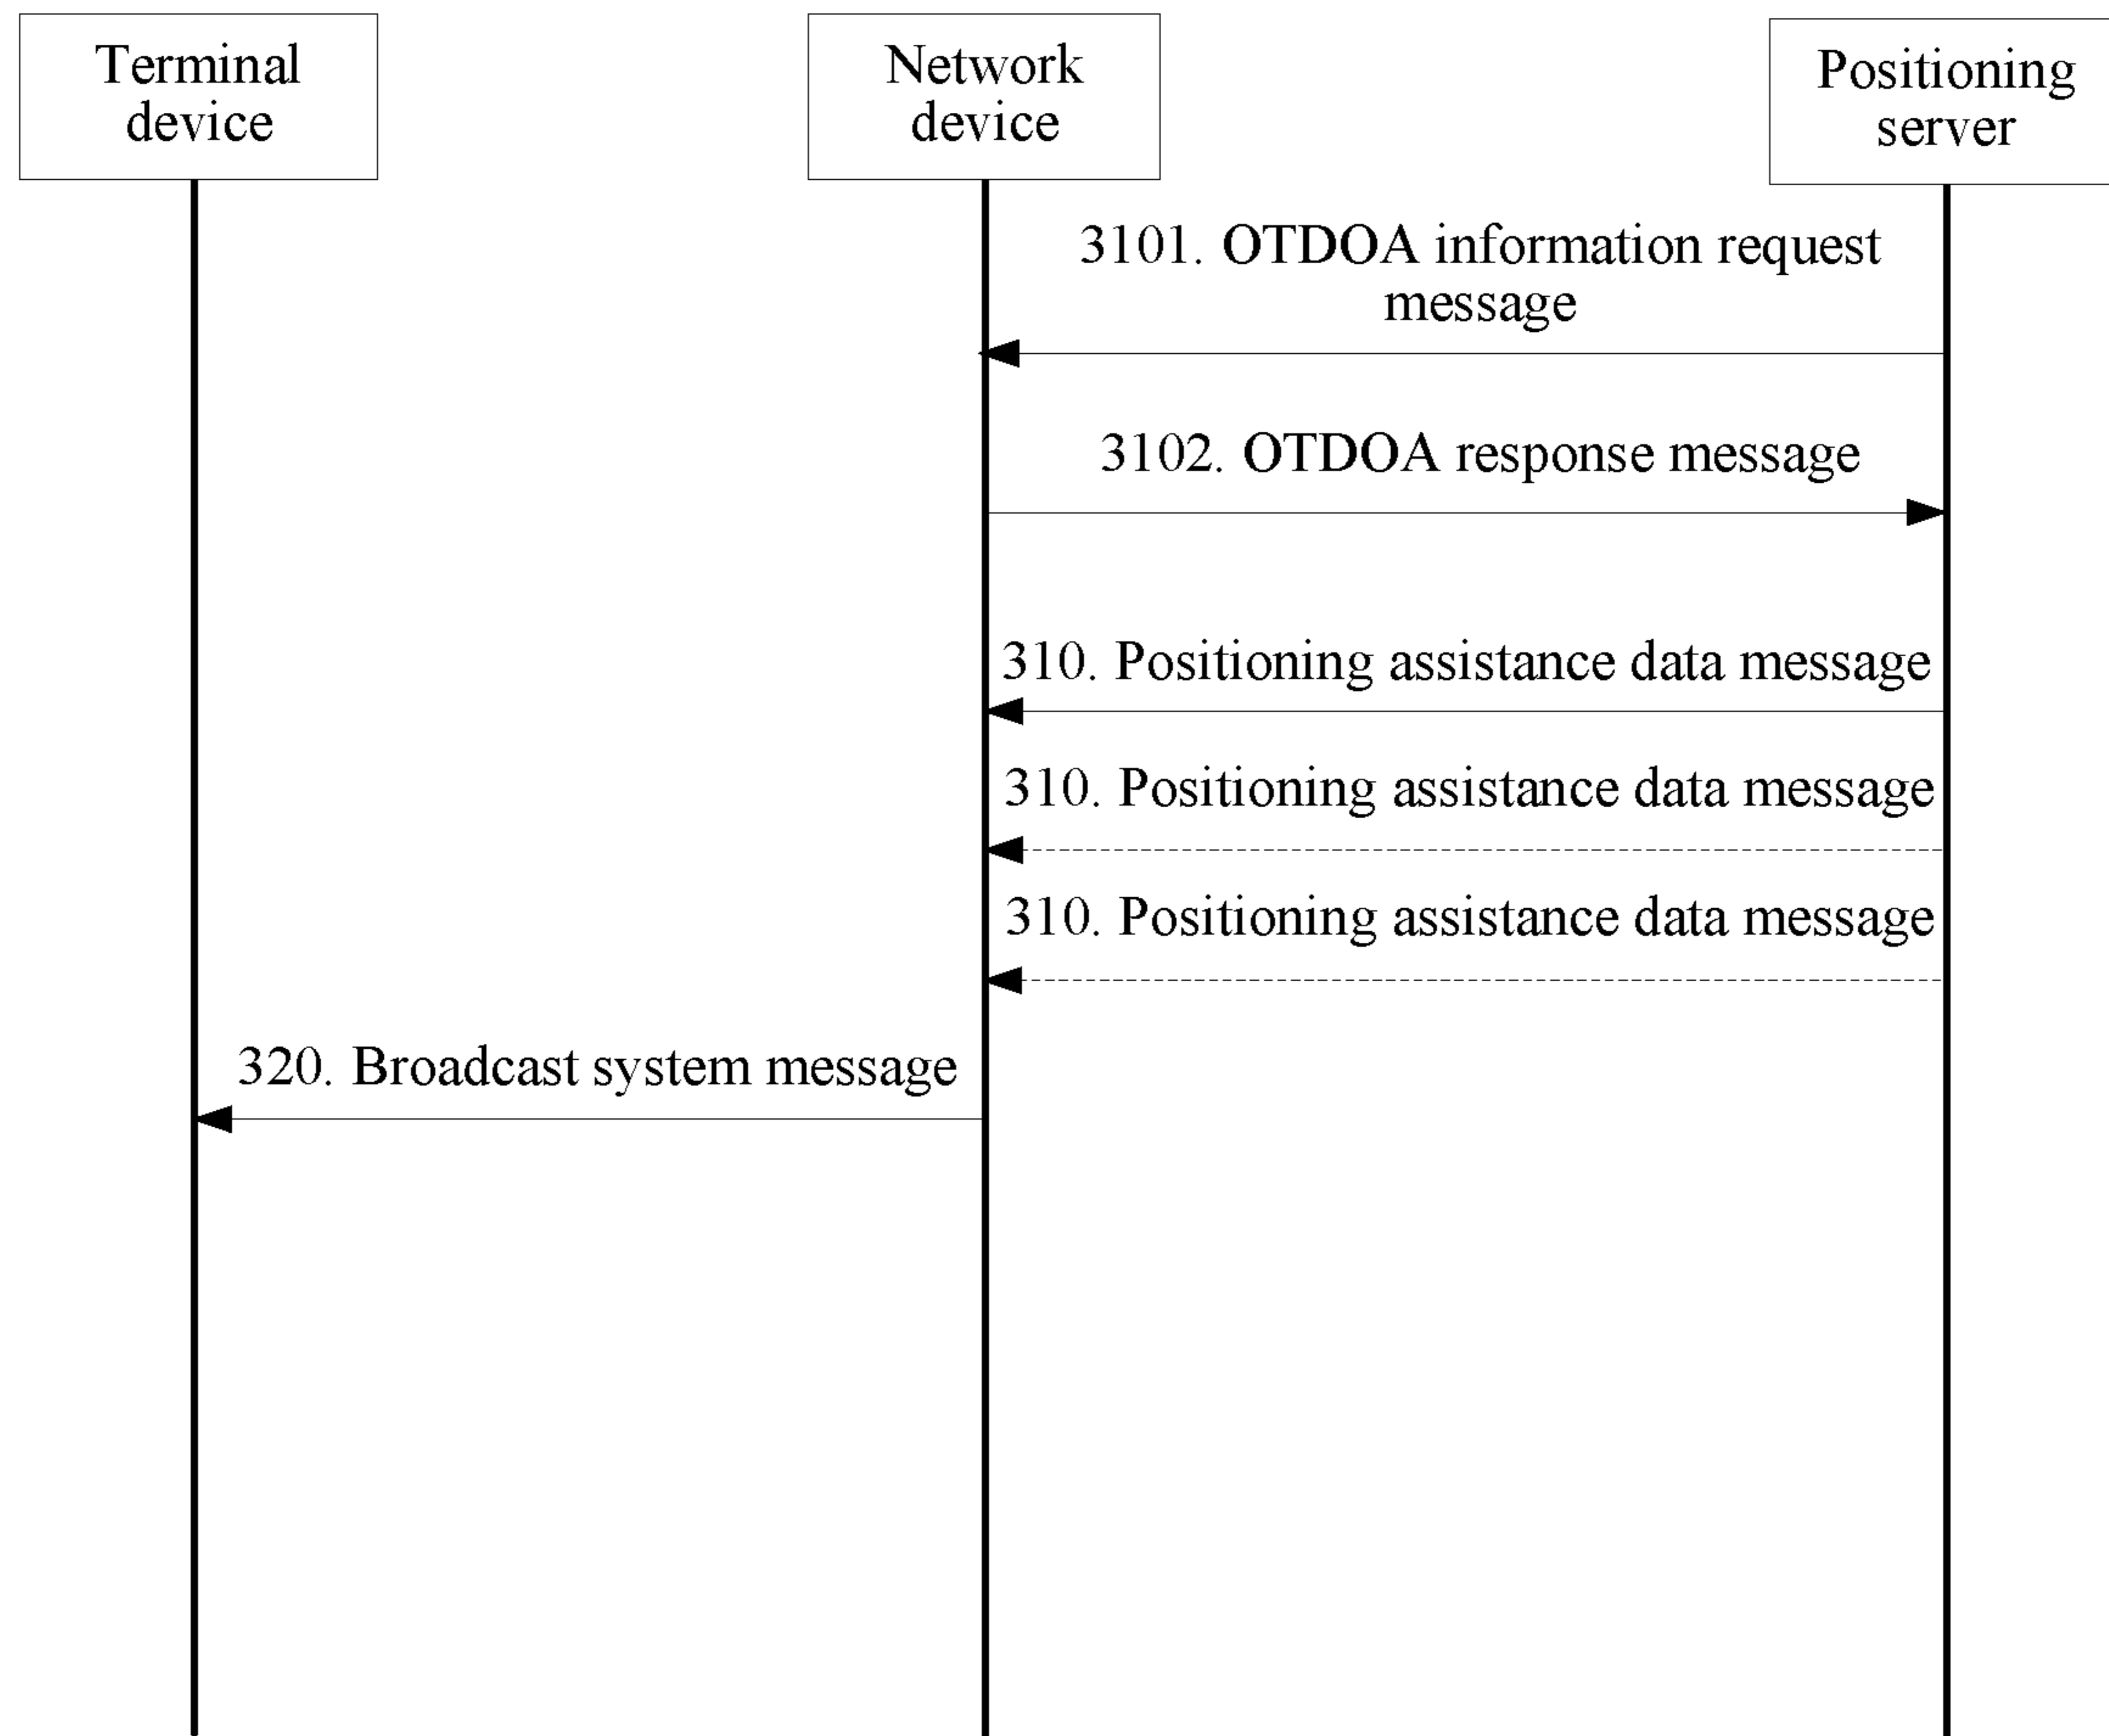 Terminal
device
Network
device
Positioning
server
3101. OTDOA information request
message
3102. OTDOA response message
310. Positioning assistance data message
310. Positioning assistance data message
310. Positioning assistance data message
320. Broadcast system message